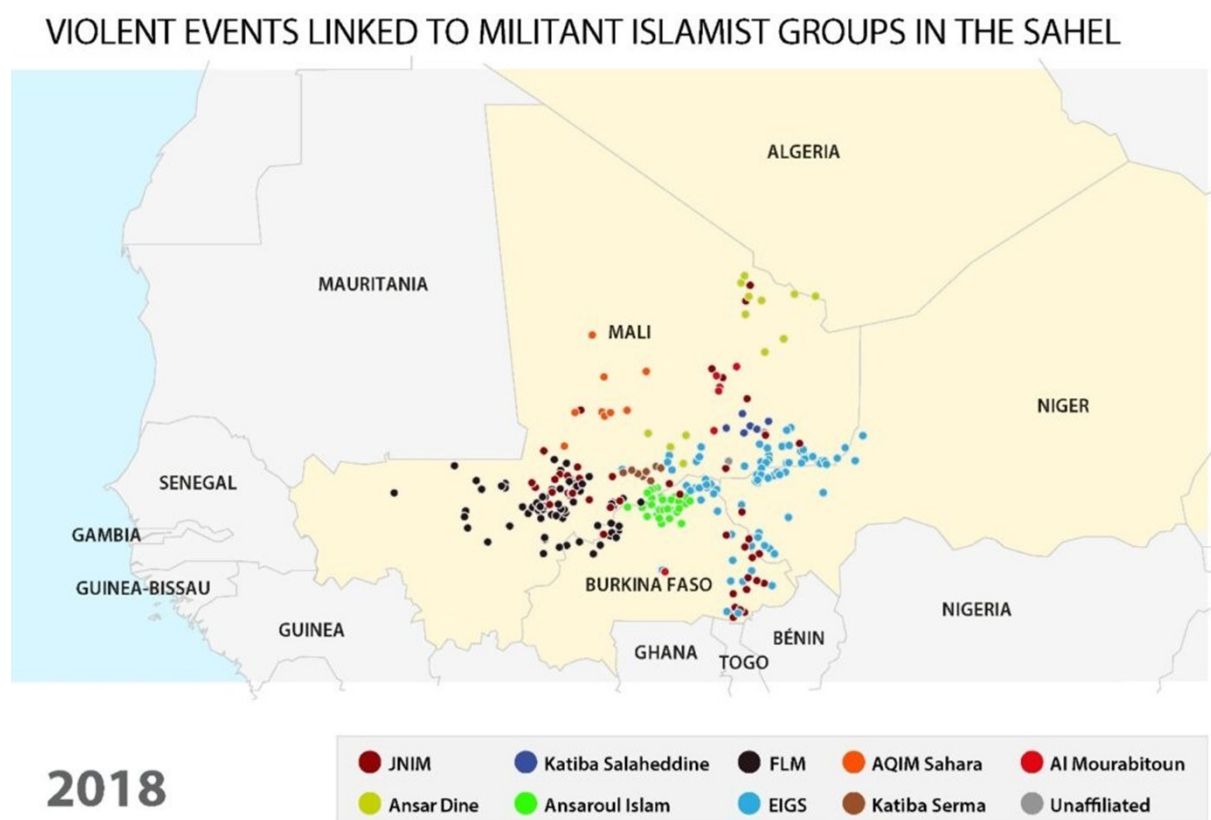 VIOLENT EVENTS LINKED TO MILITANT ISLAMIST GROUPS IN THE SAHEL
ALGERIA
MAURITANIA
MALI
NIGER
SENEGAL
GAMBIA
GUINEA-BISSAU
BURKINA FASO
NIGERIA
GUINEA
BÉNIN
GHANA
TOGO
2018
JNIM
Katiba Salaheddine
FLM
AQIM Sahara
Al Mourabitoun
Ansar Dine
Ansaroul Islam
EIGS
Katiba Serma
Unaffiliated